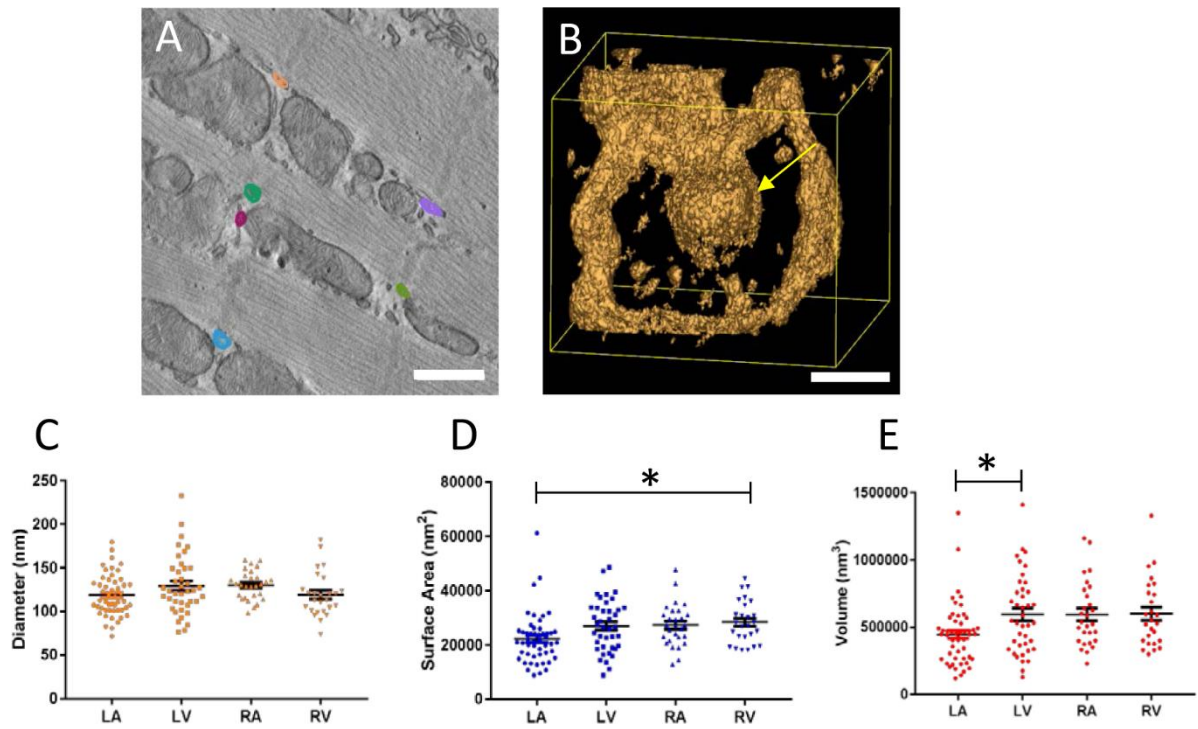 A
B
C
D
E
250
200
150
100
50
0
Diameter (nm)
LA LV RA RV
80000
60000
40000
20000
0
Surface Area (nm²)
*
LA LV RA RV
1500000
1000000
500000
0
Volume (nm³)
*
LA LV RA RV